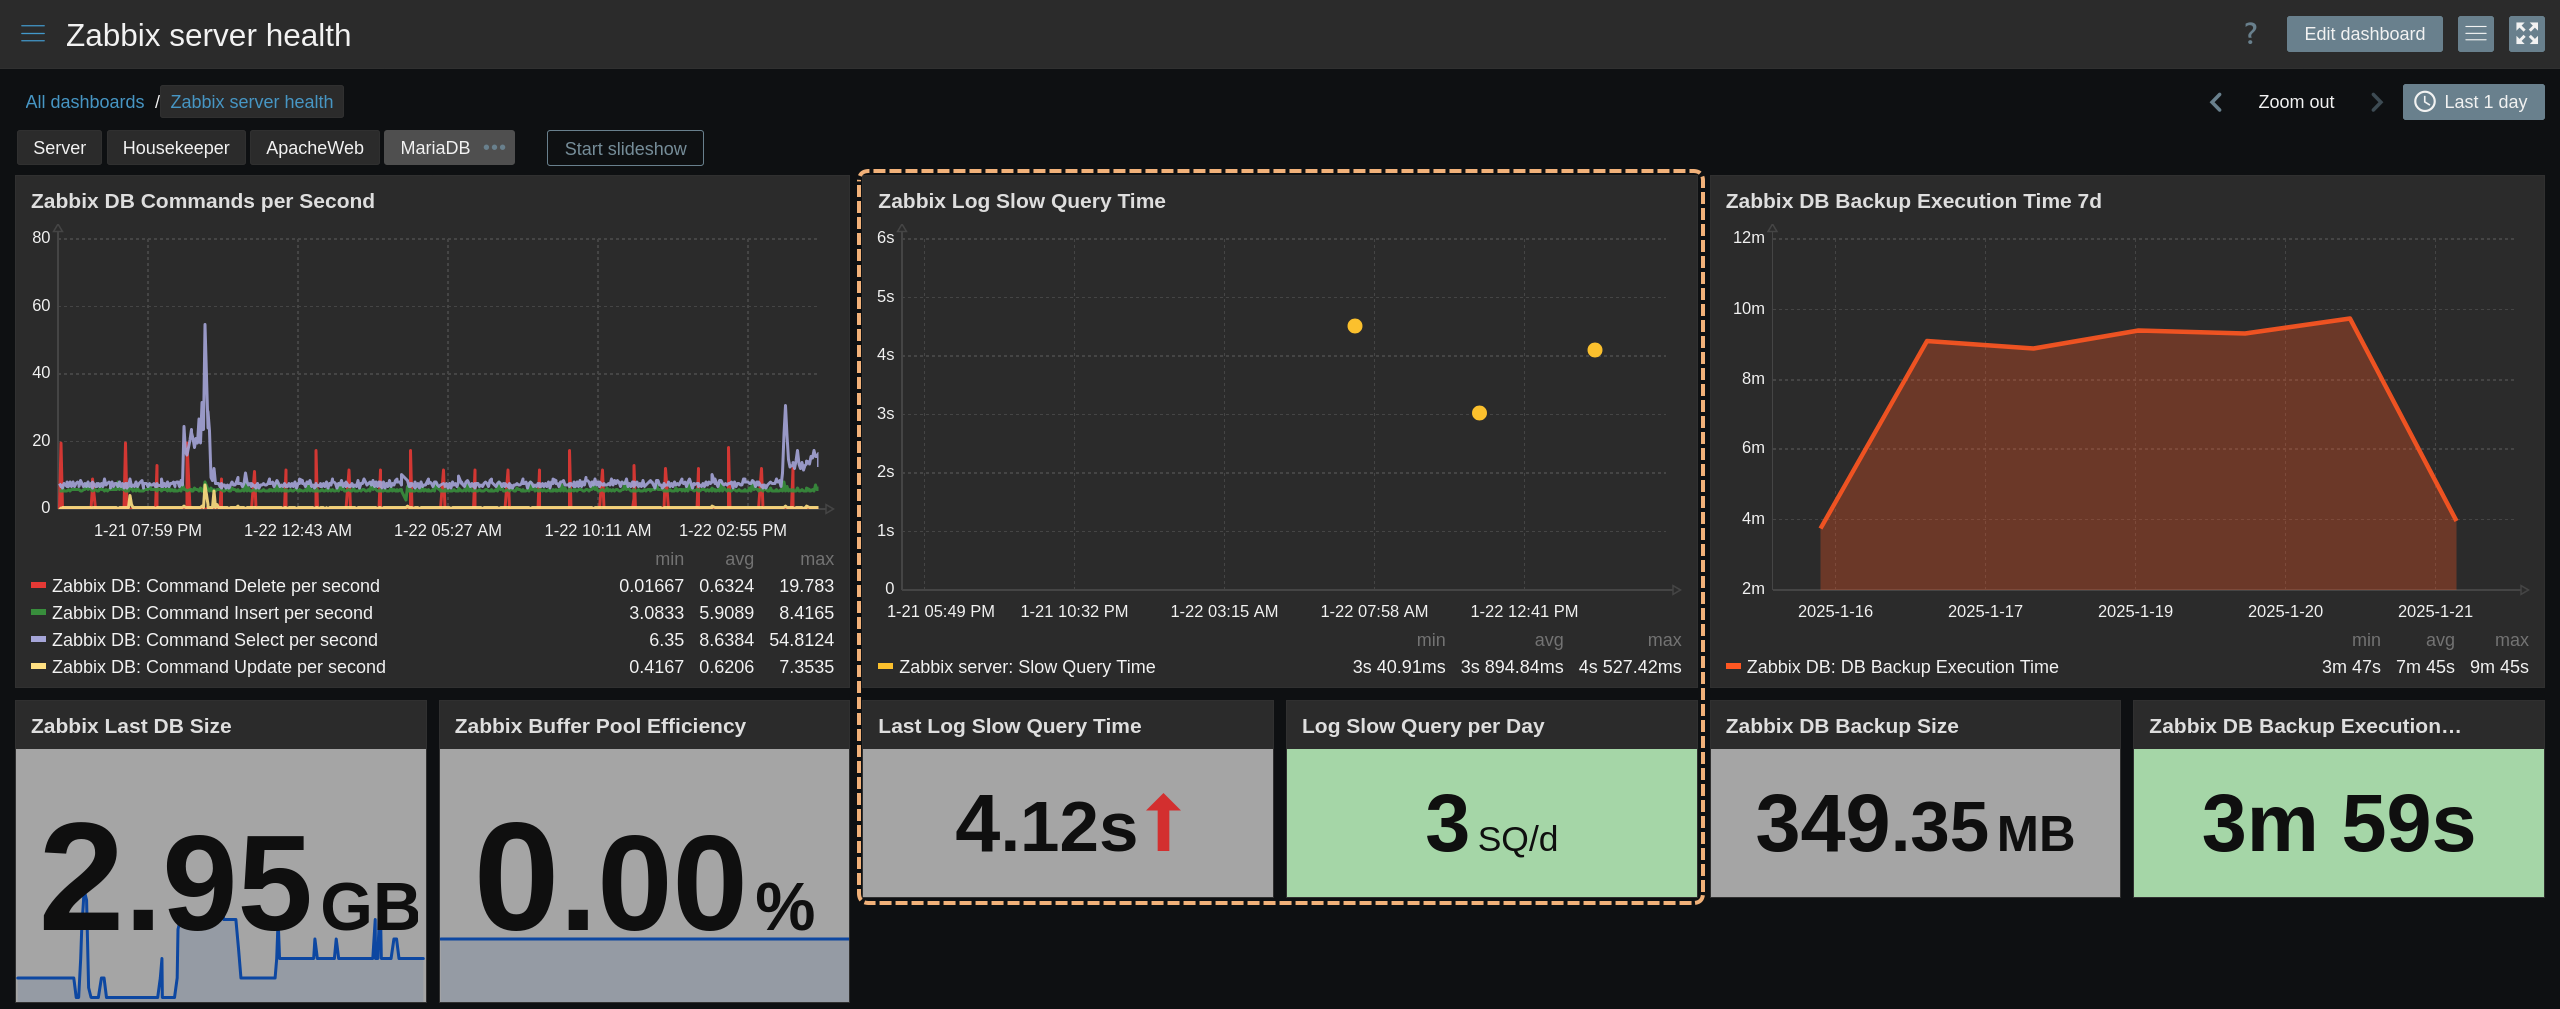 Zabbix server health
? Edit dashboard
All dashboards / Zabbix server health
Zoom out Last 1 day
Server Housekeeper ApacheWeb MariaDB ••• Start slideshow
Zabbix DB Commands per Second
80
60
40
20
0
1-21 07:59 PM 1-22 12:43 AM 1-22 05:27 AM 1-22 10:11 AM 1-22 02:55 PM
min avg max
Zabbix DB: Command Delete per second 0.01667 0.6324 19.783
Zabbix DB: Command Insert per second 3.0833 5.9089 8.4165
Zabbix DB: Command Select per second 6.35 8.6384 54.8124
Zabbix DB: Command Update per second 0.4167 0.6206 7.3535
Zabbix Log Slow Query Time
6s
5s
4s
3s
2s
1s
0
1-21 05:49 PM 1-21 10:32 PM 1-22 03:15 AM 1-22 07:58 AM 1-22 12:41 PM
min avg max
Zabbix server: Slow Query Time 3s 40.91ms 3s 894.84ms 4s 527.42ms
Zabbix DB Backup Execution Time 7d
12m
10m
8m
6m
4m
2m
2025-1-16 2025-1-17 2025-1-19 2025-1-20 2025-1-21
min avg max
Zabbix DB: DB Backup Execution Time 3m 47s 7m 45s 9m 45s
Zabbix Last DB Size
2.95 GB
Zabbix Buffer Pool Efficiency
0.00 %
Last Log Slow Query Time
4.12s
Log Slow Query per Day
3 SQ/d
Zabbix DB Backup Size
349.35 MB
Zabbix DB Backup Execution…
3m 59s